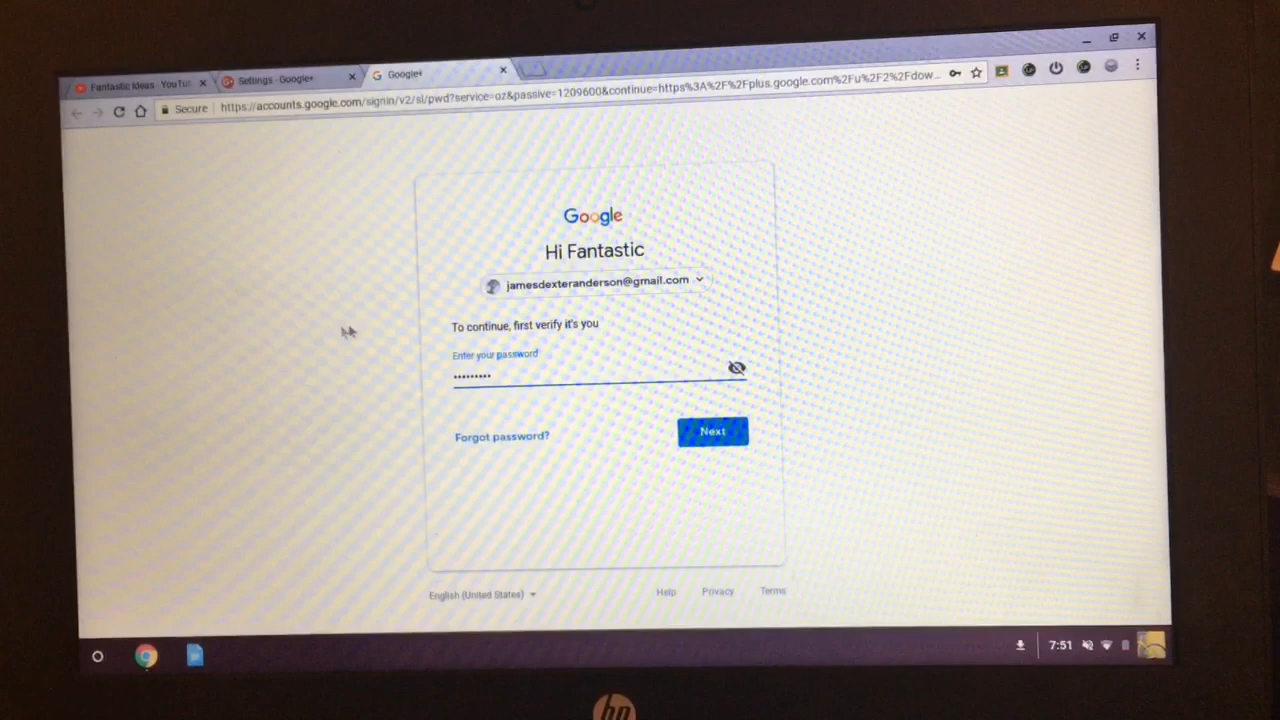 Fantastic Ideas - YouTub
Settings - Google+
Google+
Secure | https://accounts.google.com/signin/v2/sl/pwd?service=oz&passive=1209600&continue=https%3A%2F%2Fplus.google.com%2Fu%2F2%2Fdow...
Google
Hi Fantastic
jamesdexteranderson@gmail.com
To continue, first verify it's you
Enter your password
•••••••••
Forgot password?
Next
English (United States)
Help
Privacy
Terms
7:51
hp